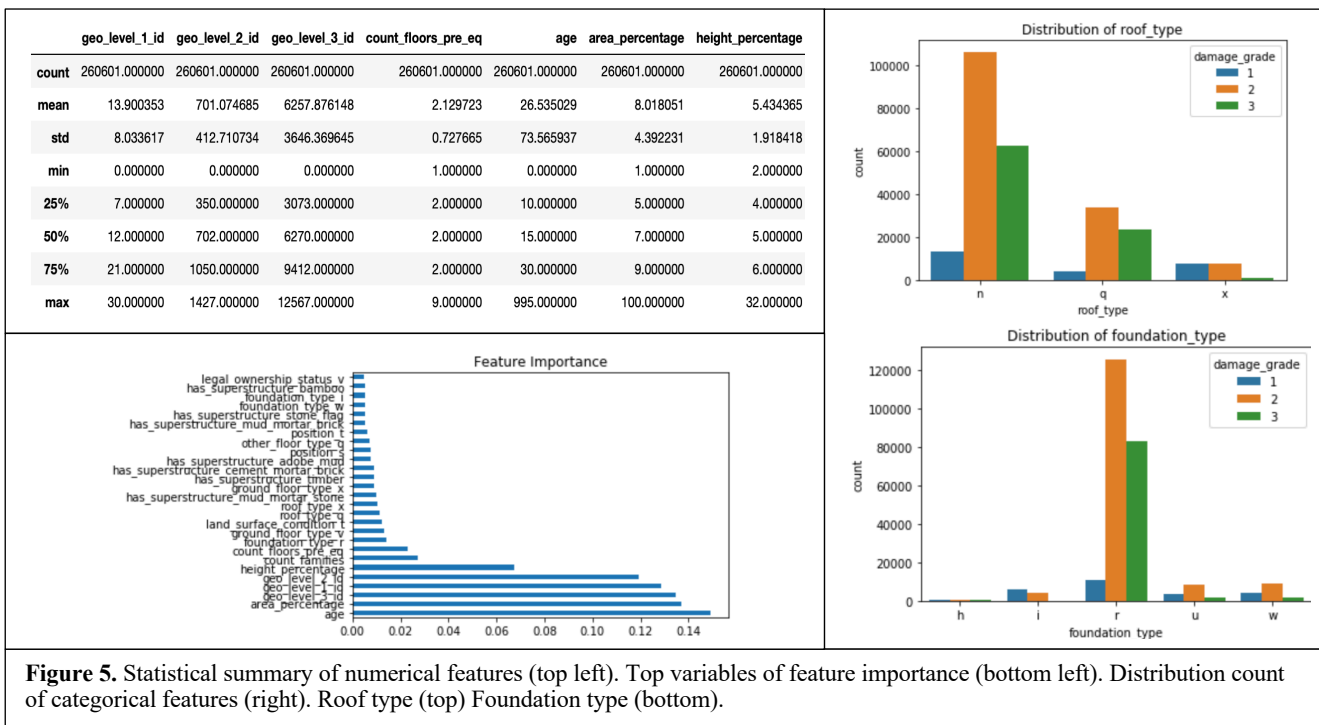 geo_level_1_id geo_level_2_id geo_level_3_id count_floors_pre_eq age area_percentage height_percentage
count 260601.000000 260601.000000 260601.000000 260601.000000 260601.000000 260601.000000 260601.000000
mean 13.900353 701.074685 6257.876148 2.129723 26.535029 8.018051 5.434365
std 8.033617 412.710734 3646.369645 0.727665 73.565937 4.392231 1.918418
min 0.000000 0.000000 0.000000 1.000000 0.000000 1.000000 2.000000
25% 7.000000 350.000000 3073.000000 2.000000 10.000000 5.000000 4.000000
50% 12.000000 702.000000 6270.000000 2.000000 15.000000 7.000000 5.000000
75% 21.000000 1050.000000 9412.000000 2.000000 30.000000 9.000000 6.000000
max 30.000000 1427.000000 12567.000000 9.000000 995.000000 100.000000 32.000000
Feature Importance
legal_ownership_status_v
has_superstructure_bamboo
foundation_type_i
foundation_type_w
has_superstructure_stone_flag
has_superstructure_mud_mortar_brick
position_t
other_floor_type_q
position_s
has_superstructure_adobe_mud
has_superstructure_cement_mortar_brick
has_superstructure_timber
ground_floor_type_x
has_superstructure_mud_mortar_stone
roof_type_x
roof_type_q
land_surface_condition_t
ground_floor_type_v
foundation_type_r
count_floors_pre_eq
count_families
height_percentage
geo_level_2_id
geo_level_1_id
geo_level_3_id
area_percentage
age
0.00 0.02 0.04 0.06 0.08 0.10 0.12 0.14
Distribution of roof_type
damage_grade
1
2
3
100000
80000
60000
40000
20000
0
count
n q x
roof_type
Distribution of foundation_type
damage_grade
1
2
3
120000
100000
80000
60000
40000
20000
0
count
h i r u w
foundation_type
Figure 5. Statistical summary of numerical features (top left). Top variables of feature importance (bottom left). Distribution count
of categorical features (right). Roof type (top) Foundation type (bottom).